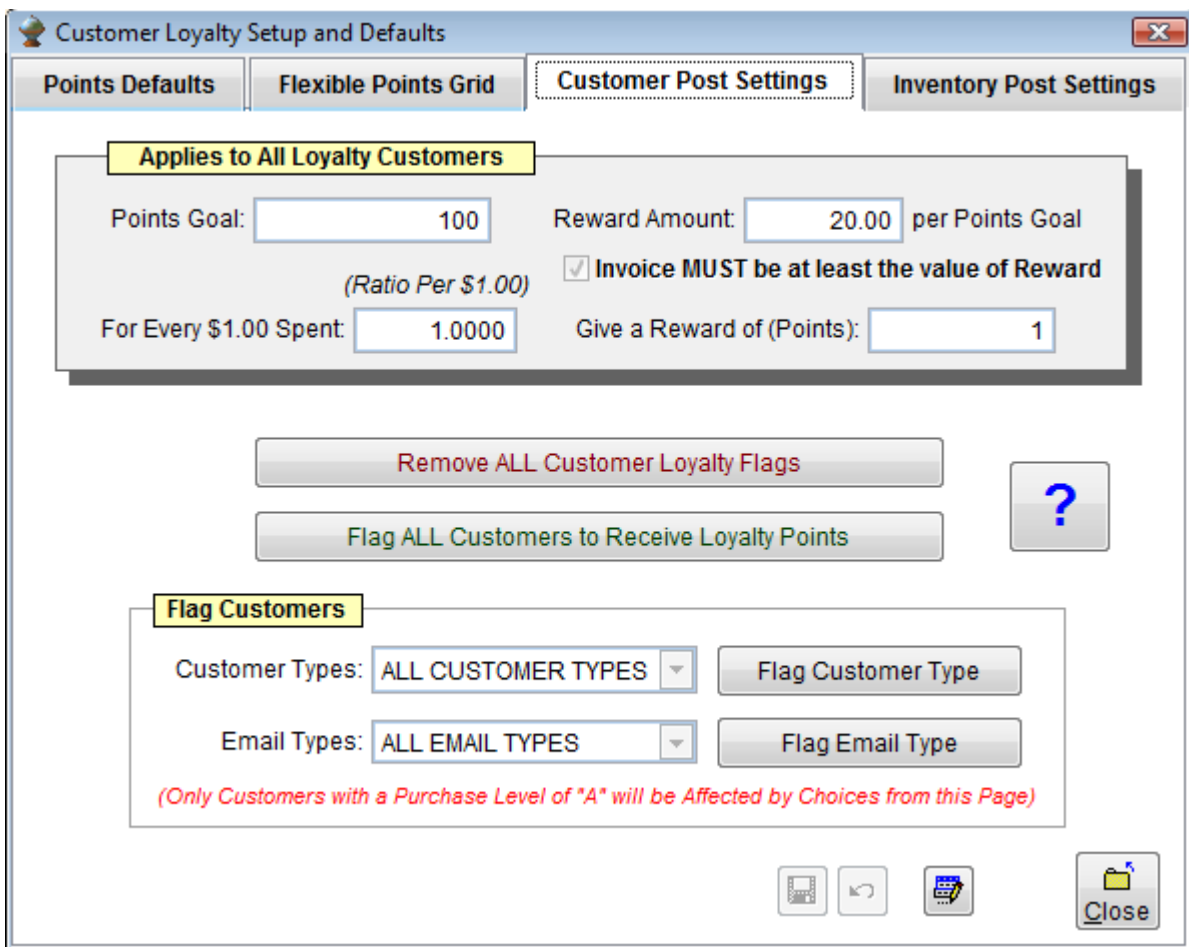 Customer Loyalty Setup and Defaults
Points Defaults Flexible Points Grid Customer Post Settings Inventory Post Settings
Applies to All Loyalty Customers
Points Goal: 100 Reward Amount: 20.00 per Points Goal
Invoice MUST be at least the value of Reward
(Ratio Per $1.00)
For Every $1.00 Spent: 1.0000 Give a Reward of (Points): 1
Remove ALL Customer Loyalty Flags
?
Flag ALL Customers to Receive Loyalty Points
Flag Customers
Customer Types: ALL CUSTOMER TYPES Flag Customer Type
Email Types: ALL EMAIL TYPES Flag Email Type
(Only Customers with a Purchase Level of "A" will be Affected by Choices from this Page)
Close